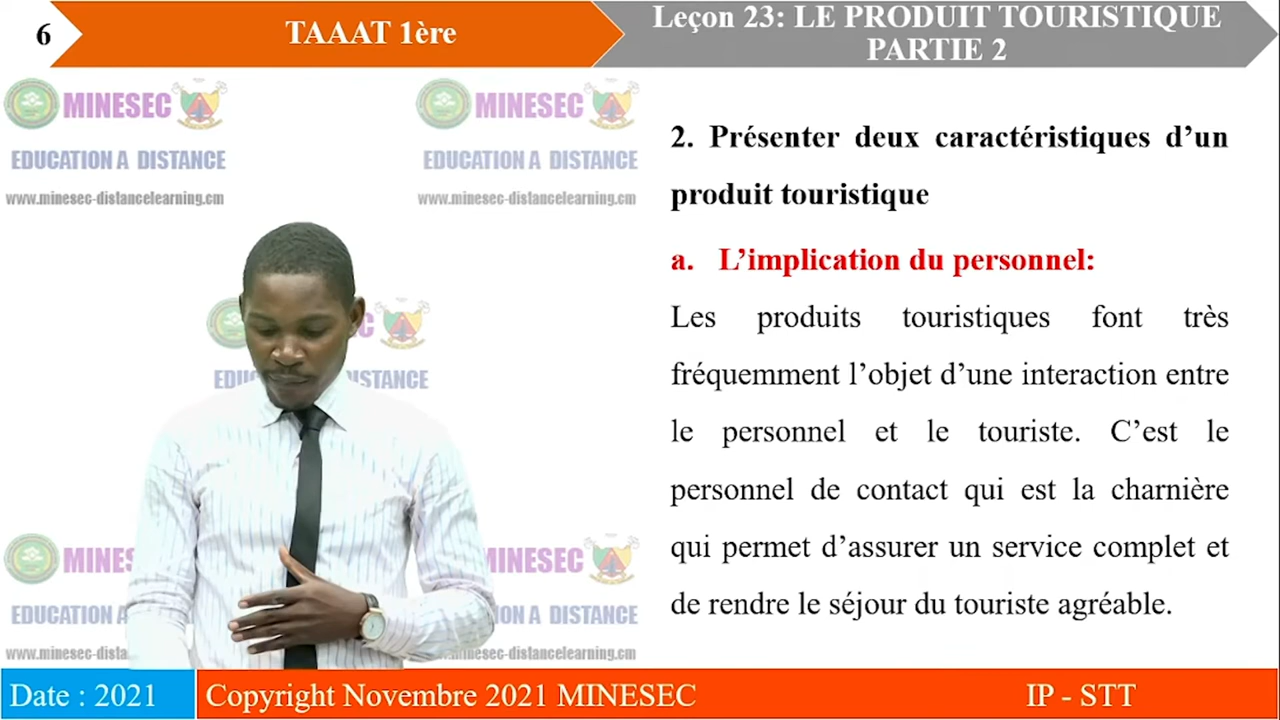 6
TAAAT 1ère
Leçon 23: LE PRODUIT TOURISTIQUE
PARTIE 2
MINESEC
EDUCATION A DISTANCE
www.minesec-distancelearning.cm
MINESEC
EDUCATION A DISTANCE
www.minesec-distancelearning.cm
2. Présenter deux caractéristiques d’un
produit touristique
a. L’implication du personnel:
Les produits touristiques font très
fréquemment l’objet d’une interaction entre
le personnel et le touriste. C’est le
personnel de contact qui est la charnière
qui permet d’assurer un service complet et
de rendre le séjour du touriste agréable.
Date : 2021
Copyright Novembre 2021 MINESEC
IP - STT